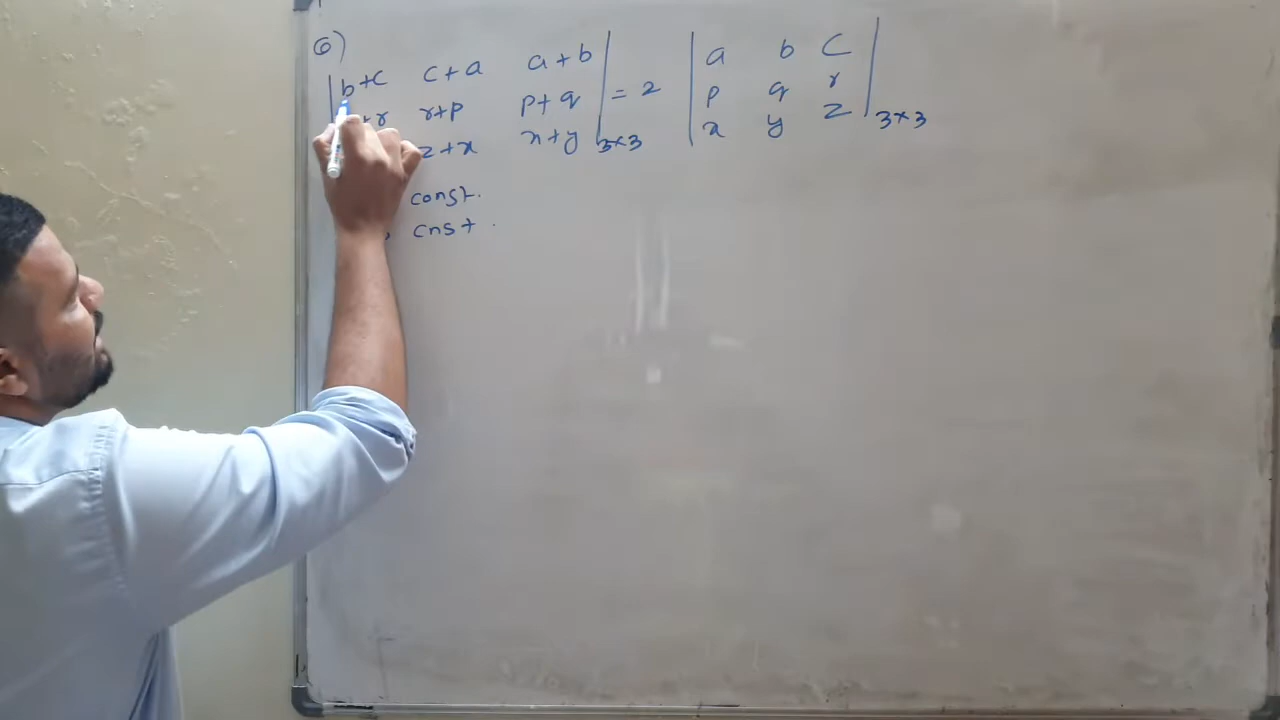 6)
b+c c+a a+b = 2 a b c
+r r+p p+q p q r
z+x x+y 3×3 x y z 3×3
const.
, cnst.